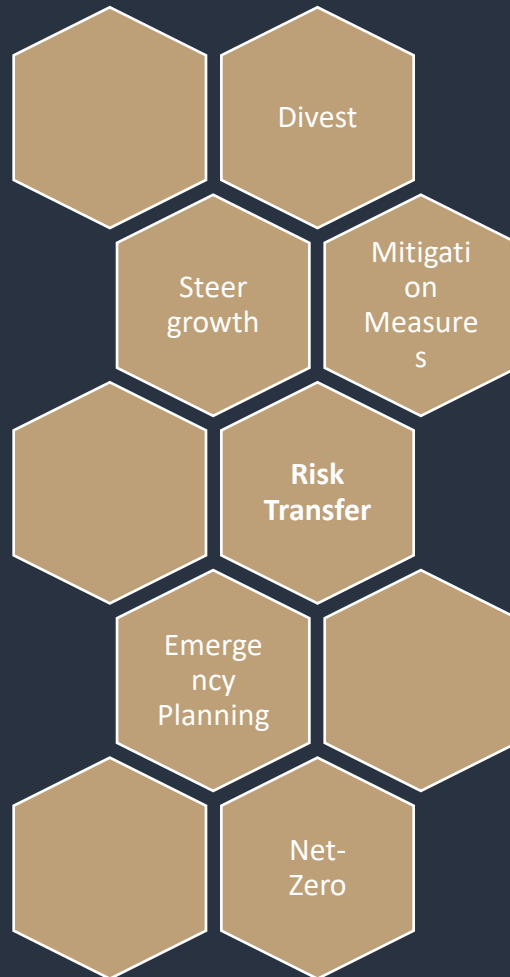 Divest
Steer
growth
Mitigati
on
Measure
s
Risk
Transfer
Emerge
ncy
Planning
Net-
Zero